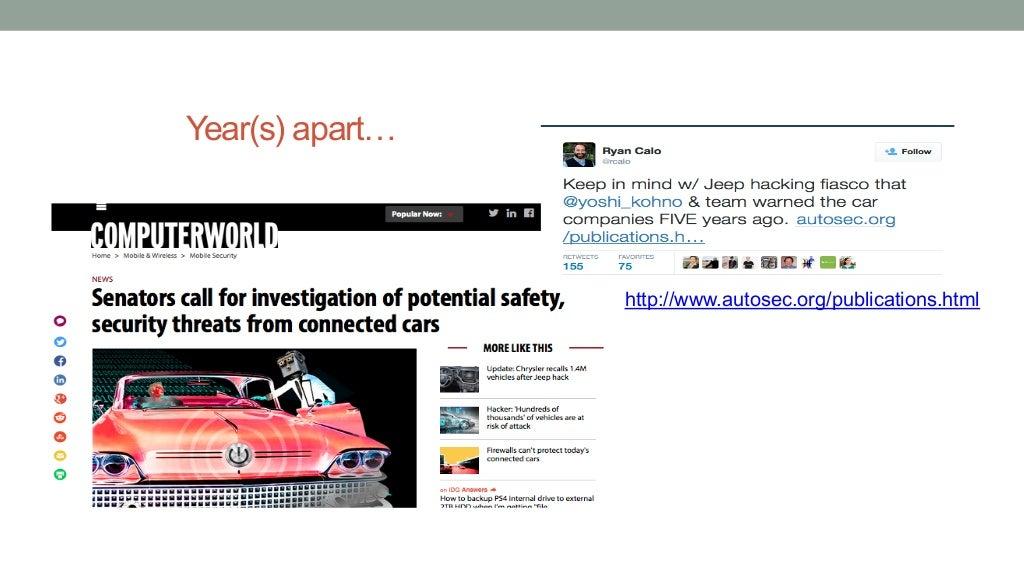 Year(s) apart…
Popular Now:
COMPUTERWORLD
Home > Mobile & Wireless > Mobile Security
NEWS
Senators call for investigation of potential safety,
security threats from connected cars
MORE LIKE THIS
Update: Chrysler recalls 1.4M
vehicles after Jeep hack
Hacker: 'Hundreds of
thousands' of vehicles are at
risk of attack
Firewalls can't protect today's
connected cars
on IDG Answers
How to backup PS4 internal drive to external
2TB HDD when I'm getting "file
Ryan Calo
@rcalo
Follow
Keep in mind w/ Jeep hacking fiasco that
@yoshi_kohno & team warned the car
companies FIVE years ago. autosec.org
/publications.h…
RETWEETS FAVORITES
155 75
http://www.autosec.org/publications.html